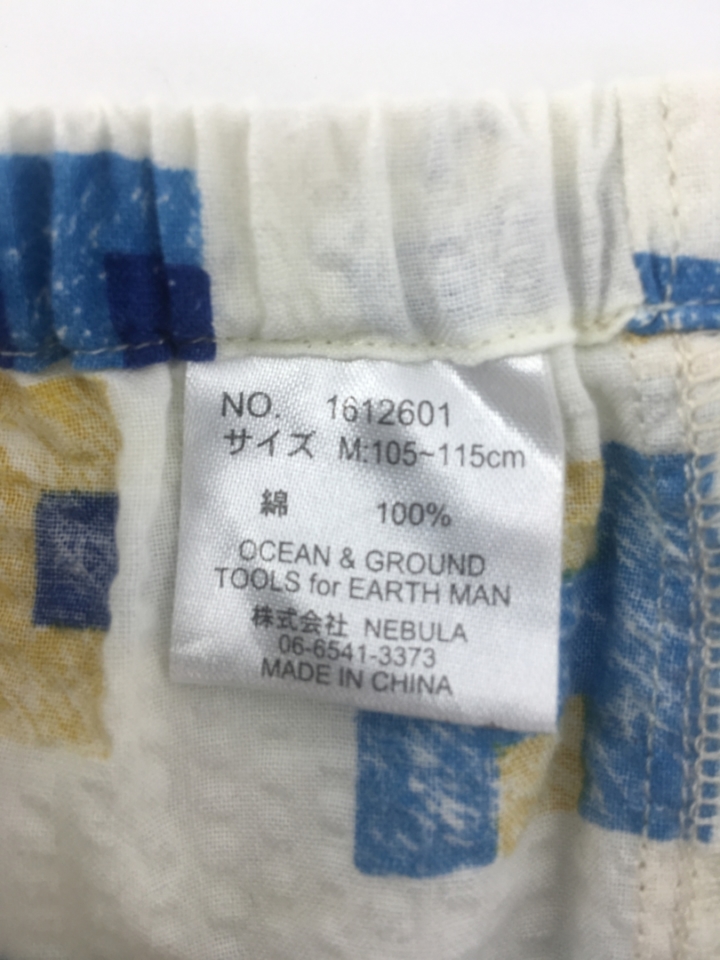 NO. 1612601
サイズ M:105~115cm
綿 100%
OCEAN & GROUND
TOOLS for EARTH MAN
株式会社 NEBULA
06-6541-3373
MADE IN CHINA